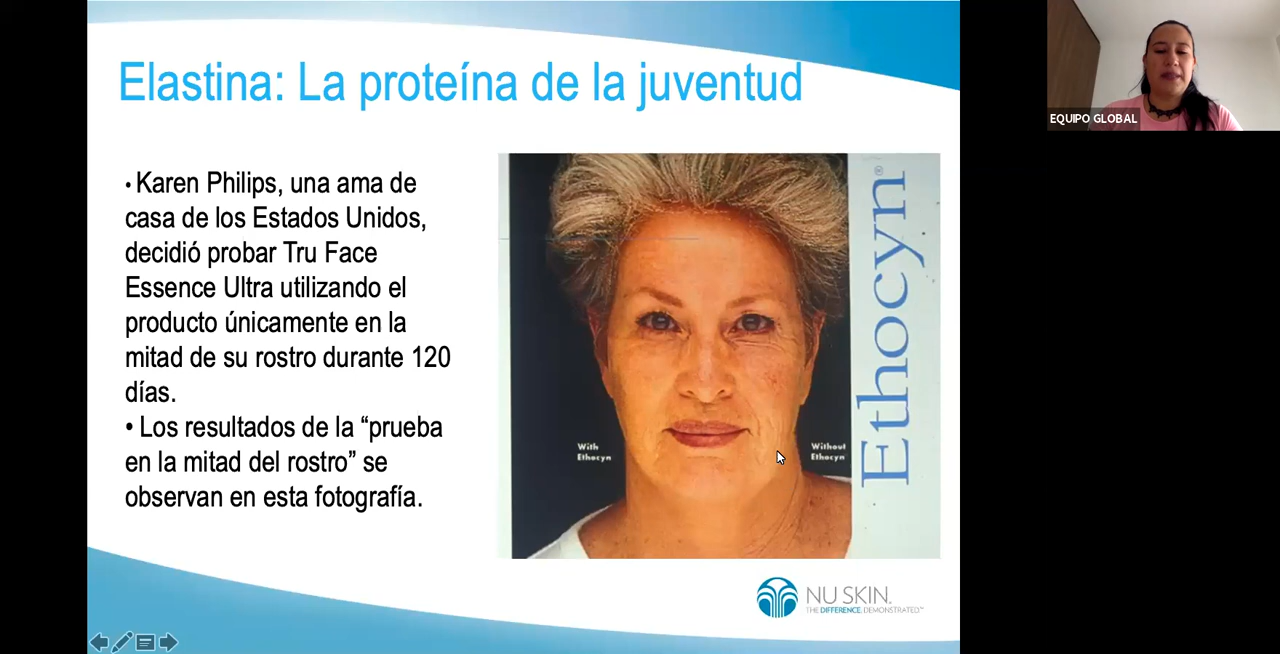 Elastina: La proteína de la juventud
• Karen Philips, una ama de
casa de los Estados Unidos,
decidió probar Tru Face
Essence Ultra utilizando el
producto únicamente en la
mitad de su rostro durante 120
días.
• Los resultados de la “prueba
en la mitad del rostro” se
observan en esta fotografía.
With
Ethocyn
Without
Ethocyn
Ethocyn®
NU SKIN.
THE DIFFERENCE. DEMONSTRATED.™
EQUIPO GLOBAL